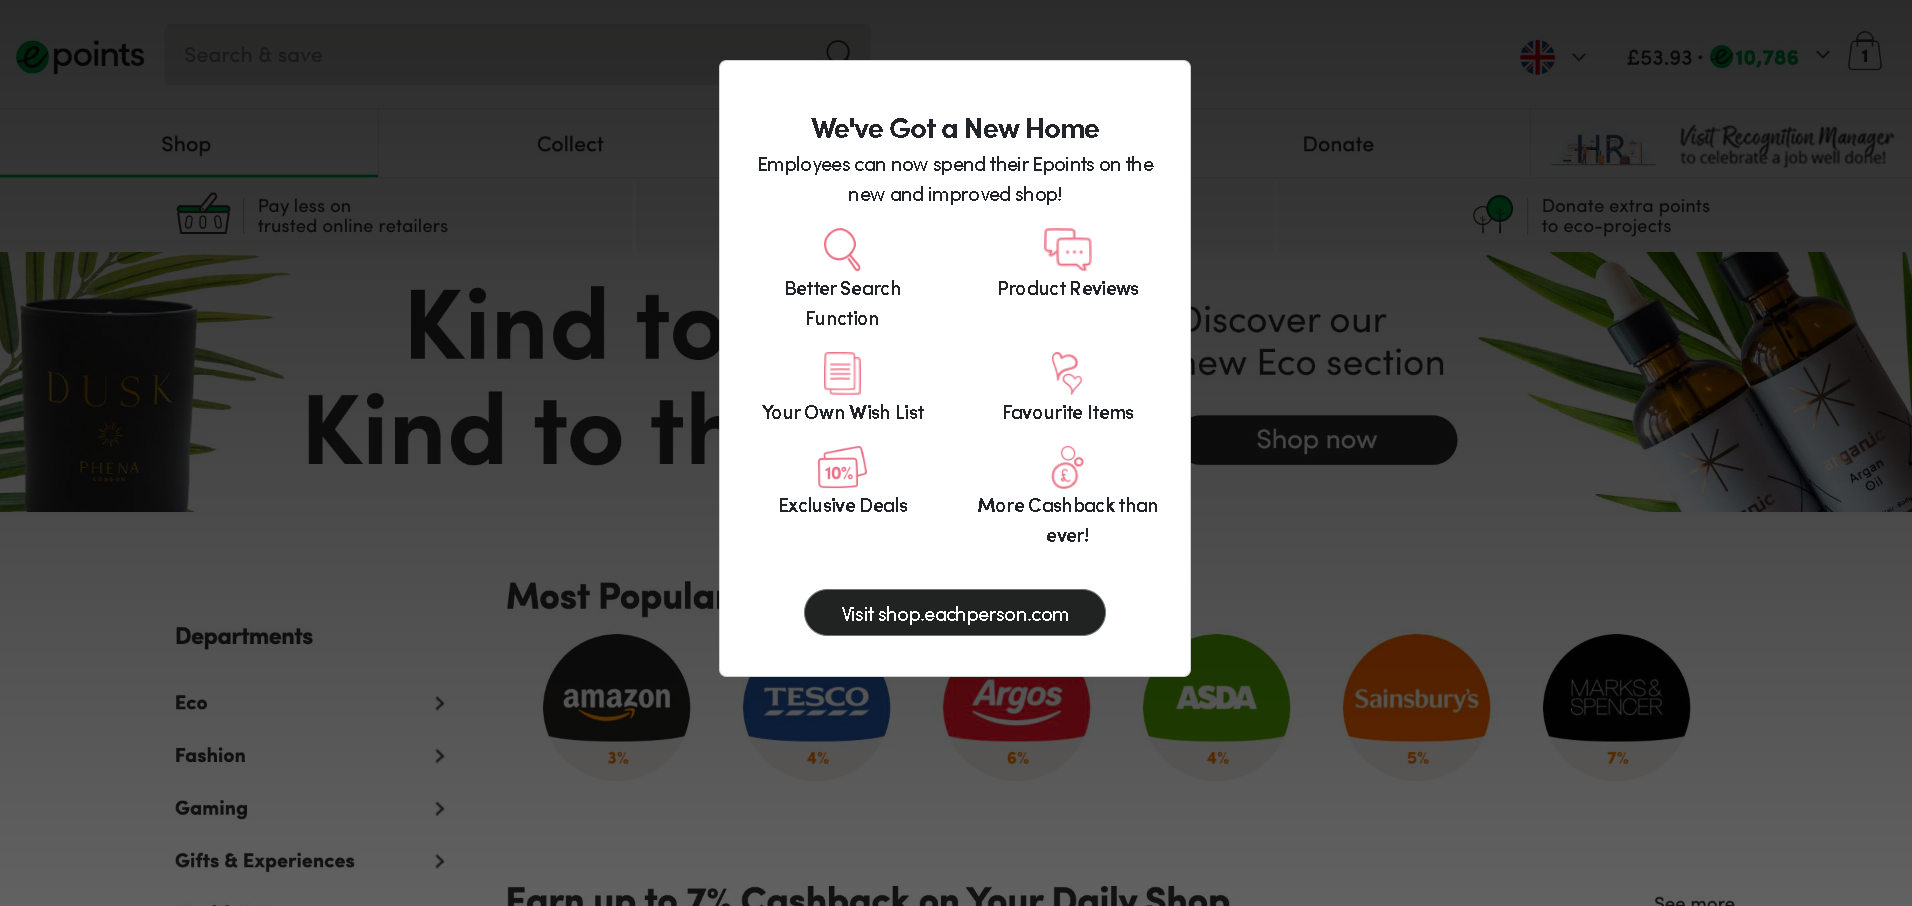 epoints
Search & save
£53.93 • e 10,786
1
Shop
Collect
Donate
HR
Visit Recognition Manager
to celebrate a job well done!
Pay less on
trusted online retailers
Donate extra points
to eco-projects
DUSK
PHENA
LONDON
Kind to
Kind to th
Discover our
new Eco section
Shop now
arganic
Argan
Oil
We've Got a New Home
Employees can now spend their Epoints on the
new and improved shop!
Better Search
Function
Product Reviews
Your Own Wish List
Favourite Items
10%
£
Exclusive Deals
More Cashback than
ever!
Visit shop.eachperson.com
Most Popular
Departments
Eco
Fashion
Gaming
Gifts & Experiences
amazon
3%
TESCO
4%
Argos
6%
ASDA
4%
Sainsbury's
5%
MARKS &
SPENCER
7%
Earn up to 7% Cashback on Your Daily Shop
See more